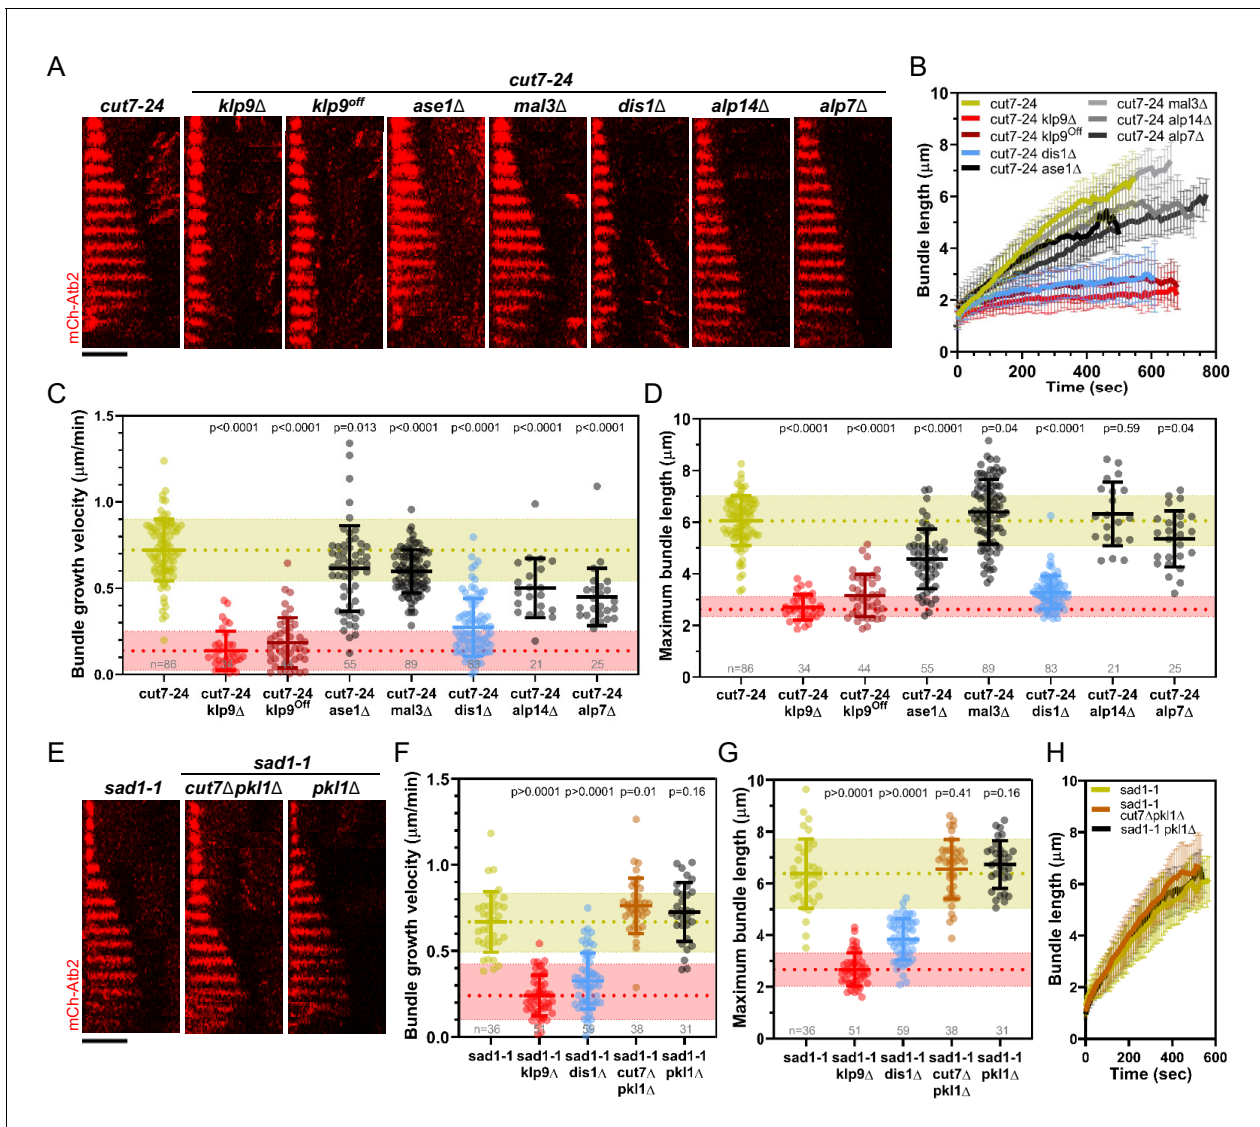 A
cut7-24
cut7-24 klp9Δ klp9off ase1Δ mal3Δ dis1Δ alp14Δ alp7Δ
mCh-Atb2
B
10
8
6
4
2
0
Bundle length (μm)
cut7-24
cut7-24 klp9Δ
cut7-24 klp9Off
cut7-24 dis1Δ
cut7-24 ase1Δ
cut7-24 mal3Δ
cut7-24 alp14Δ
cut7-24 alp7Δ
0 200 400 600 800
Time (sec)
C
1.5
1.0
0.5
0.0
Bundle growth velocity (μm/min)
p<0.0001 p<0.0001 p=0.013 p<0.0001 p<0.0001 p<0.0001 p<0.0001
n=86 55 89 83 21 25
cut7-24 cut7-24 cut7-24 cut7-24 cut7-24 cut7-24 cut7-24 cut7-24
klp9Δ klp9Off ase1Δ mal3Δ dis1Δ alp14Δ alp7Δ
D
10
8
6
4
2
0
Maximum bundle length (μm)
p<0.0001 p<0.0001 p<0.0001 p=0.04 p<0.0001 p=0.59 p=0.04
n=86 34 44 55 89 83 21 25
cut7-24 cut7-24 cut7-24 cut7-24 cut7-24 cut7-24 cut7-24 cut7-24
klp9Δ klp9Off ase1Δ mal3Δ dis1Δ alp14Δ alp7Δ
E
sad1-1
sad1-1 cut7Δpkl1Δ pkl1Δ
mCh-Atb2
F
1.5
1.0
0.5
0.0
Bundle growth velocity (μm/min)
p>0.0001 p>0.0001 p=0.01 p=0.16
n=36 51 59 38 31
sad1-1 sad1-1 sad1-1 sad1-1 sad1-1
klp9Δ dis1Δ cut7Δ pkl1Δ
pkl1Δ
G
10
8
6
4
2
0
Maximum bundle length (μm)
p>0.0001 p>0.0001 p=0.41 p=0.16
n=36 51 59 38 31
sad1-1 sad1-1 sad1-1 sad1-1 sad1-1
klp9Δ dis1Δ cut7Δ pkl1Δ
pkl1Δ
H
10
8
6
4
2
0
Bundle length (μm)
sad1-1
sad1-1
cut7Δpkl1Δ
sad1-1 pkl1Δ
0 200 400 600
Time (sec)